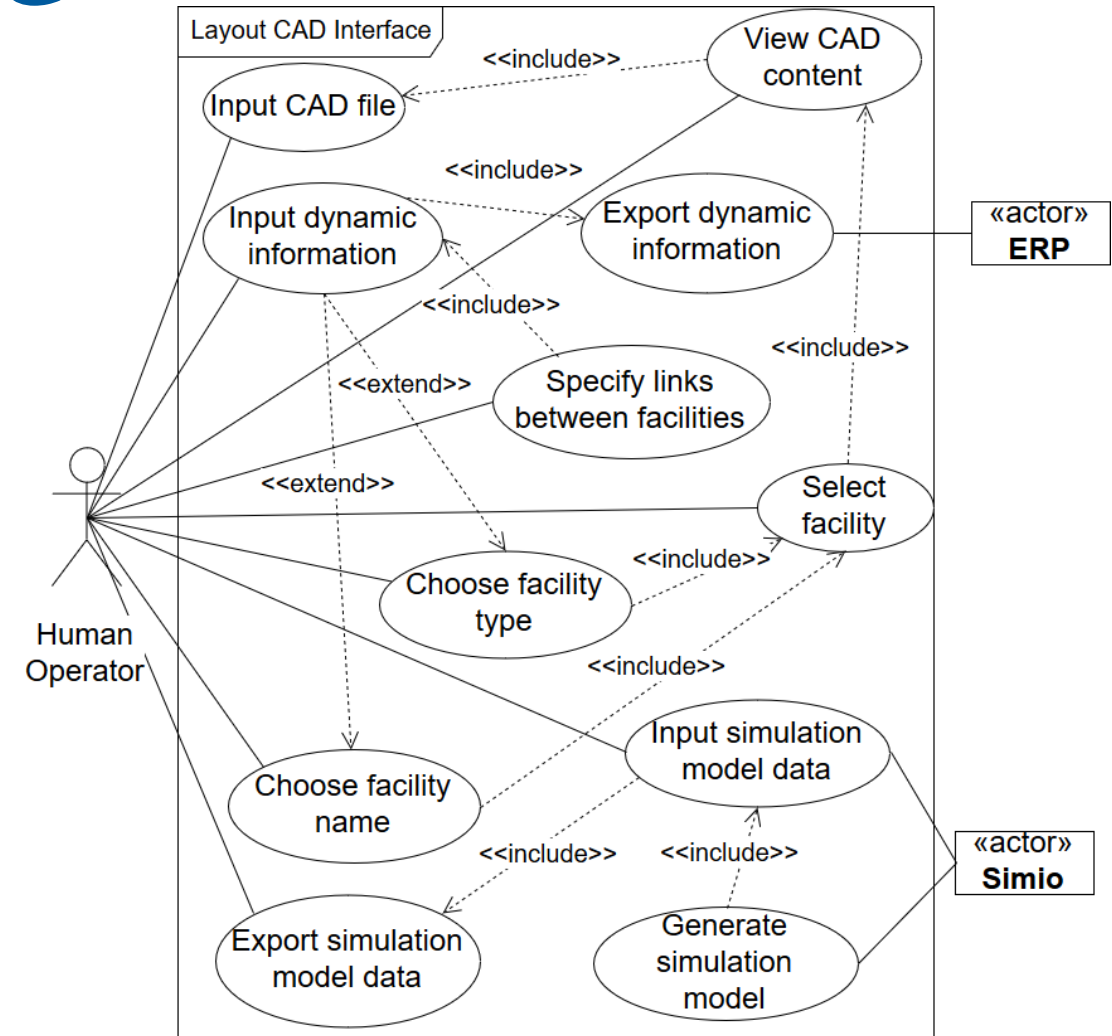 Layout CAD Interface
View CAD
content
<<include>>
Input CAD file
<<include>>
Input dynamic
information
Export dynamic
information
«actor»
ERP
<<include>>
<<include>>
<<extend>>
Specify links
between facilities
<<extend>>
Select
facility
<<include>>
Choose facility
type
Human
Operator
<<include>>
Input simulation
model data
Choose facility
name
<<include>>
<<include>>
«actor»
Simio
Export simulation
model data
Generate
simulation
model